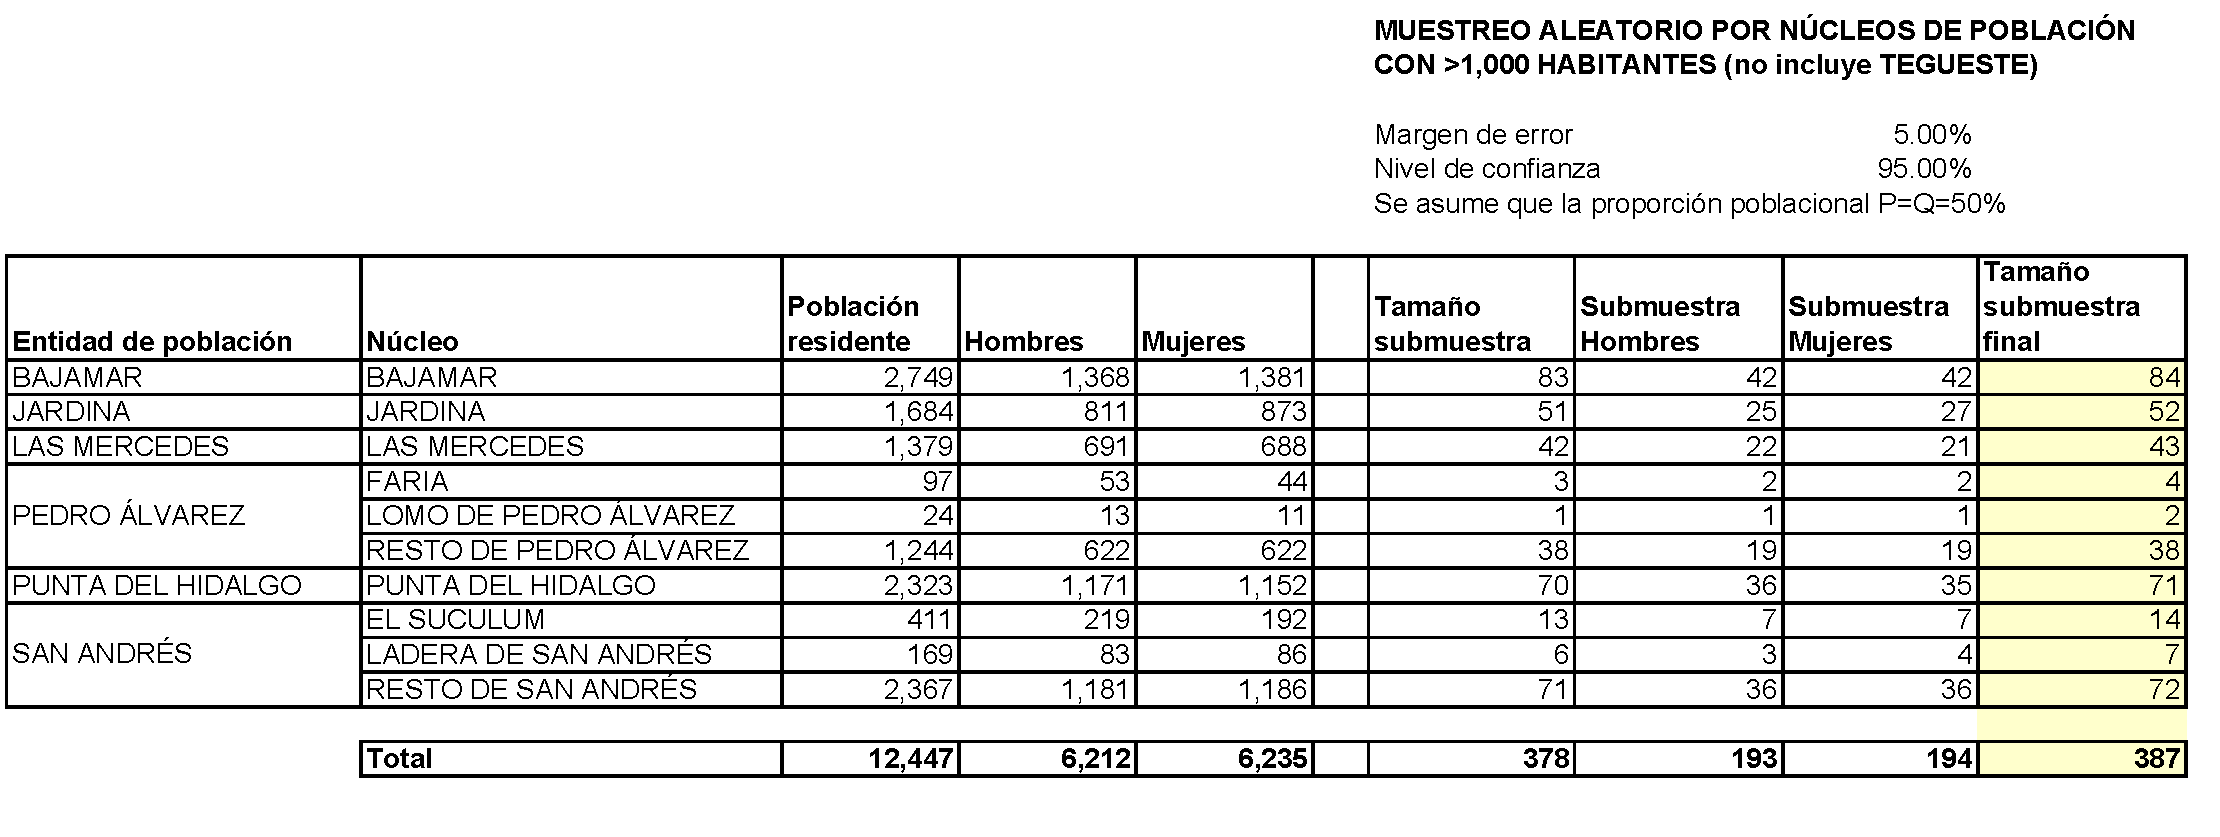 MUESTREO ALEATORIO POR NÚCLEOS DE POBLACIÓN
CON >1,000 HABITANTES (no incluye TEGUESTE)
Margen de error 5.00%
Nivel de confianza 95.00%
Se asume que la proporción poblacional P=Q=50%
Entidad de población Núcleo Población residente Hombres Mujeres Tamaño submuestra Submuestra Hombres Submuestra Mujeres Tamaño submuestra final
BAJAMAR BAJAMAR 2,749 1,368 1,381 83 42 42 84
JARDINA JARDINA 1,684 811 873 51 25 27 52
LAS MERCEDES LAS MERCEDES 1,379 691 688 42 22 21 43
PEDRO ÁLVAREZ FARIA 97 53 44 3 2 2 4
LOMO DE PEDRO ÁLVAREZ 24 13 11 1 1 1 2
RESTO DE PEDRO ÁLVAREZ 1,244 622 622 38 19 19 38
PUNTA DEL HIDALGO PUNTA DEL HIDALGO 2,323 1,171 1,152 70 36 35 71
SAN ANDRÉS EL SUCULUM 411 219 192 13 7 7 14
LADERA DE SAN ANDRÉS 169 83 86 6 3 4 7
RESTO DE SAN ANDRÉS 2,367 1,181 1,186 71 36 36 72
Total 12,447 6,212 6,235 378 193 194 387